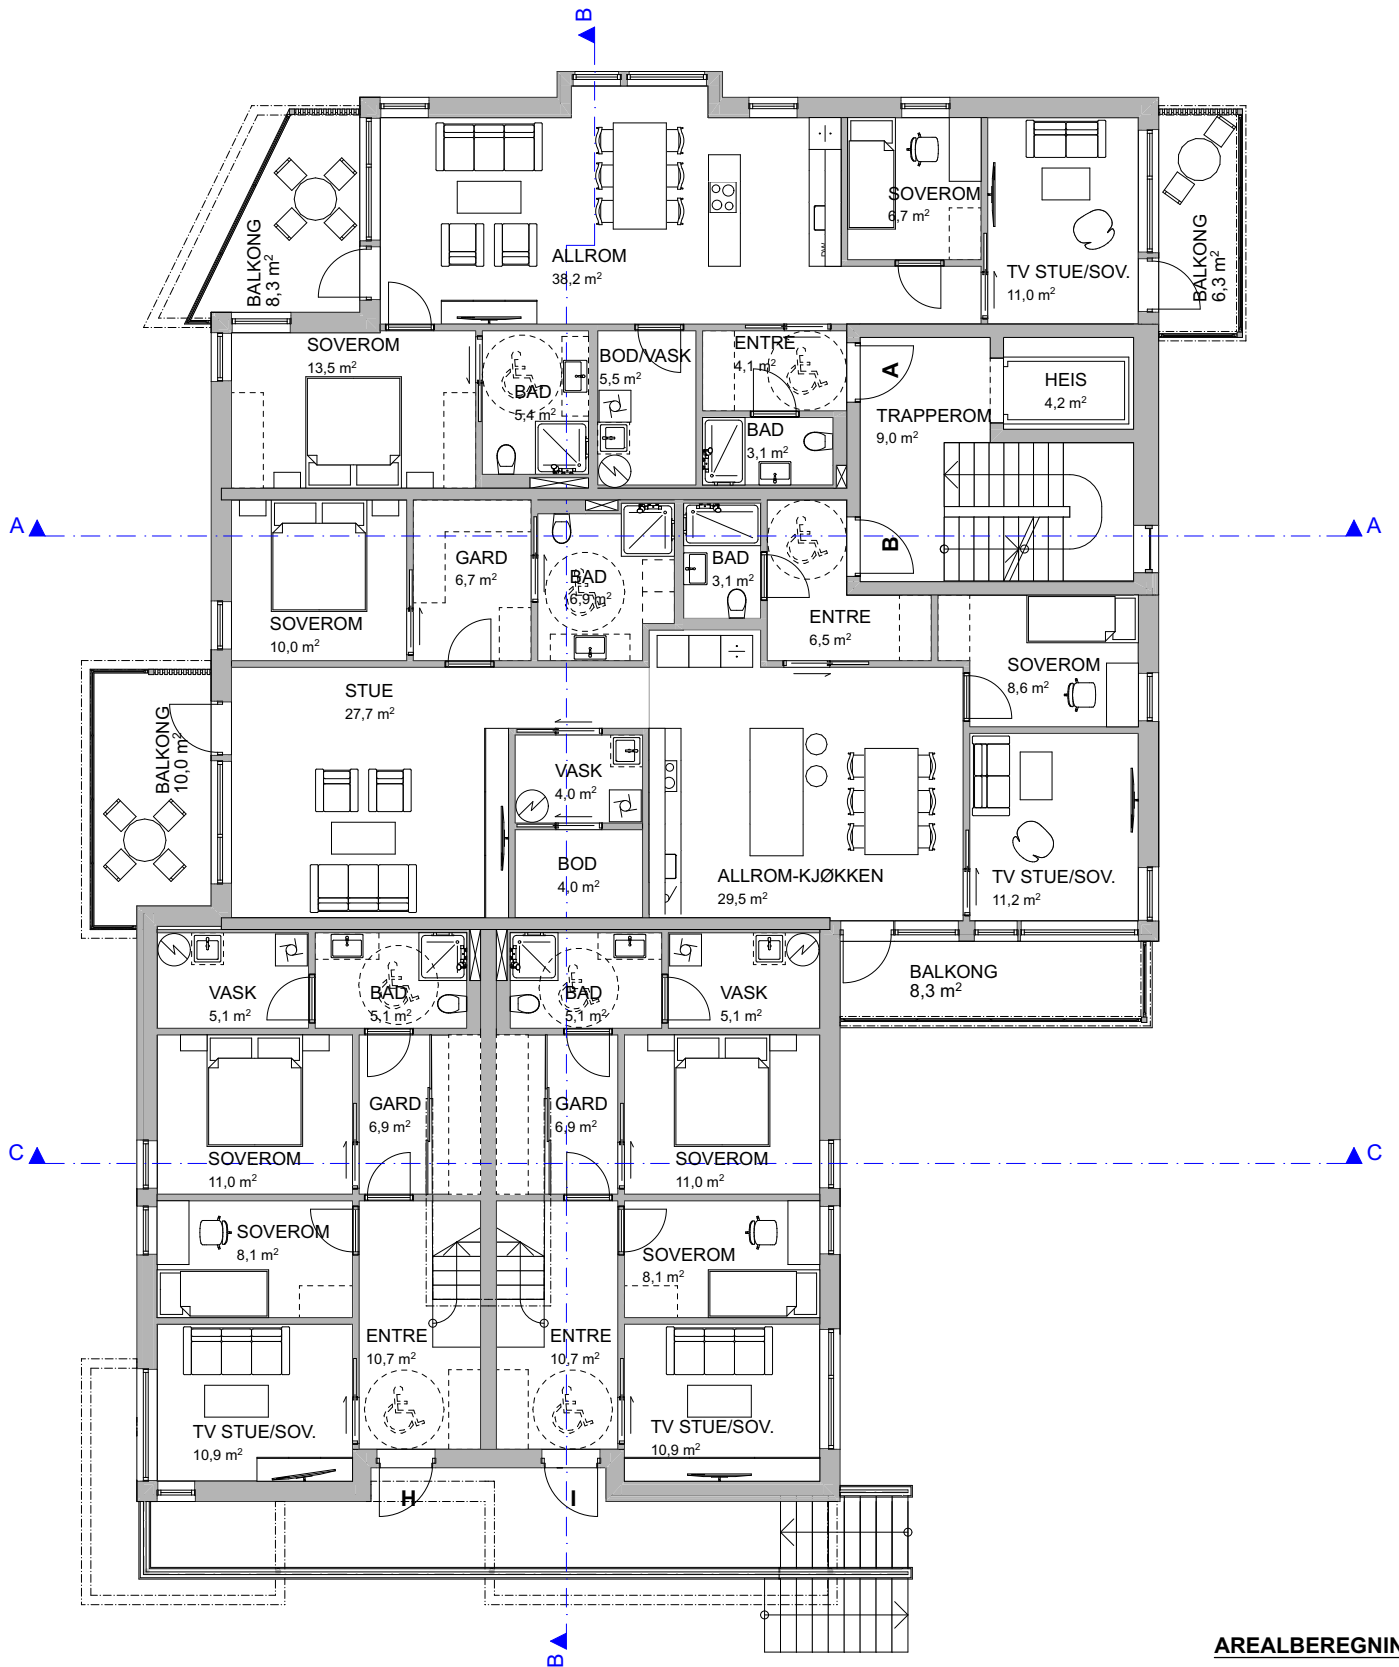 B
BALKONG
8,3 m²
ALLROM
38,2 m²
DW
SOVEROM
6,7 m²
TV STUE/SOV.
11,0 m²
BALKONG
6,3 m²
SOVEROM
13,5 m²
BAD
5,4 m²
BOD/VASK
5,5 m²
ENTRE
4,1 m²
BAD
3,1 m²
A
TRAPPEROM
9,0 m²
HEIS
4,2 m²
A
A
SOVEROM
10,0 m²
GARD
6,7 m²
BAD
6,9 m²
BAD
3,1 m²
B
ENTRE
6,5 m²
SOVEROM
8,6 m²
STUE
27,7 m²
BALKONG
10,0 m²
VASK
4,0 m²
BOD
4,0 m²
ALLROM-KJØKKEN
29,5 m²
TV STUE/SOV.
11,2 m²
BALKONG
8,3 m²
VASK
5,1 m²
BAD
5,1 m²
BAD
5,1 m²
VASK
5,1 m²
GARD
6,9 m²
GARD
6,9 m²
C
C
SOVEROM
11,0 m²
SOVEROM
11,0 m²
SOVEROM
8,1 m²
SOVEROM
8,1 m²
ENTRE
10,7 m²
ENTRE
10,7 m²
TV STUE/SOV.
10,9 m²
TV STUE/SOV.
10,9 m²
H
I
B
AREALBEREGNIN